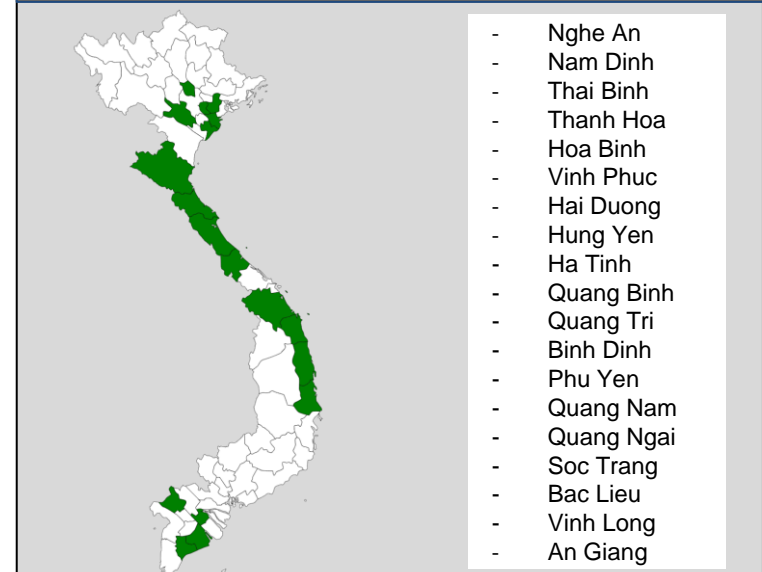 - Nghe An
- Nam Dinh
- Thai Binh
- Thanh Hoa
- Hoa Binh
- Vinh Phuc
- Hai Duong
- Hung Yen
- Ha Tinh
- Quang Binh
- Quang Tri
- Binh Dinh
- Phu Yen
- Quang Nam
- Quang Ngai
- Soc Trang
- Bac Lieu
- Vinh Long
- An Giang